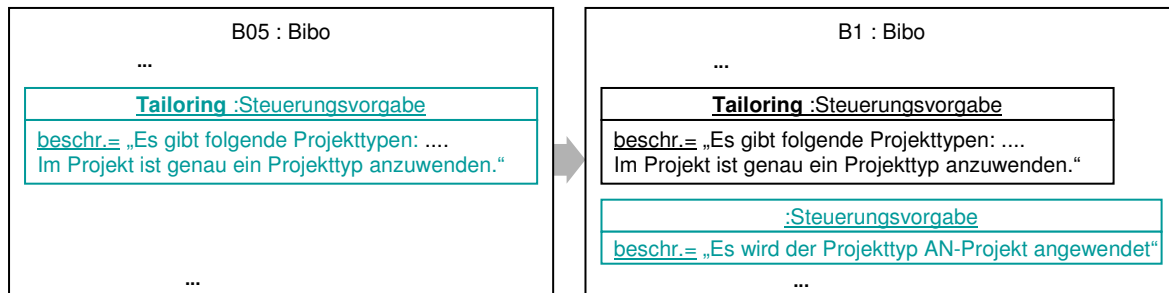 B05 : Bibo
...
Tailoring :Steuerungsvorgabe
beschr.= „Es gibt folgende Projekttypen: ....
Im Projekt ist genau ein Projekttyp anzuwenden.“
...
B1 : Bibo
...
Tailoring :Steuerungsvorgabe
beschr.= „Es gibt folgende Projekttypen: ....
Im Projekt ist genau ein Projekttyp anzuwenden.“
:Steuerungsvorgabe
beschr.= „Es wird der Projekttyp AN-Projekt angewendet“
...